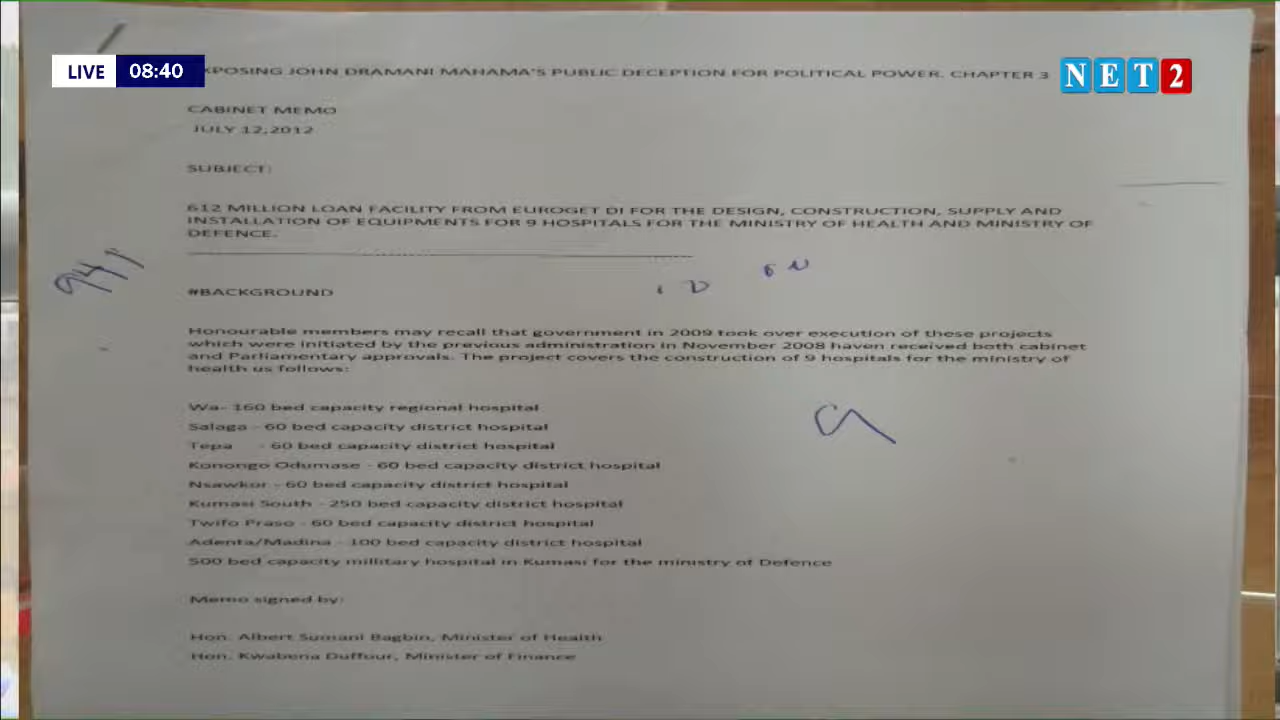 LIVE 08:40
NET2
XPOSING JOHN DRAMANI MAHAMA'S PUBLIC DECEPTION FOR POLITICAL POWER. CHAPTER 3
CABINET MEMO
JULY 12,2012
SUBJECT:
612 MILLION LOAN FACILITY FROM EUROGET DI FOR THE DESIGN, CONSTRUCTION, SUPPLY AND
INSTALLATION OF EQUIPMENTS FOR 9 HOSPITALS FOR THE MINISTRY OF HEALTH AND MINISTRY OF
DEFENCE.
#BACKGROUND
Honourable members may recall that government in 2009 took over execution of these projects
which were initiated by the previous administration in November 2008 haven received both cabinet
and Parliamentary approvals. The project covers the construction of 9 hospitals for the ministry of
health us follows:
Wa- 160 bed capacity regional hospital
Salaga - 60 bed capacity district hospital
Tepa - 60 bed capacity district hospital
Konongo Odumase - 60 bed capacity district hospital
Nsawkor - 60 bed capacity district hospital
Kumasi South - 250 bed capacity district hospital
Twifo Praso - 60 bed capacity district hospital
Adenta/Madina - 100 bed capacity district hospital
500 bed capacity millitary hospital in Kumasi for the ministry of Defence
Memo signed by:
Hon. Albert Sumani Bagbin, Minister of Health
Hon. Kwabena Duffour, Minister of Finance